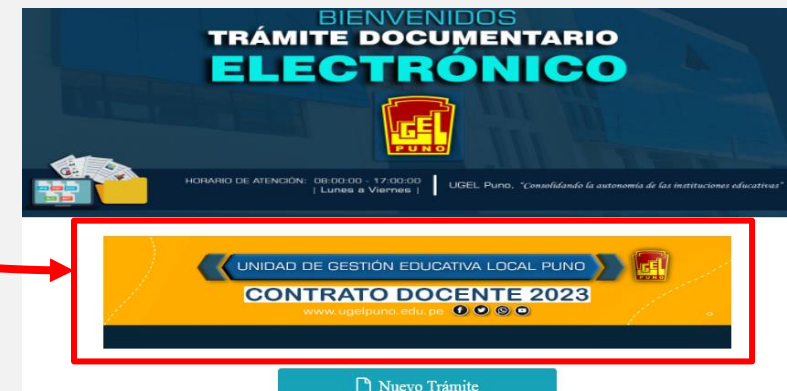 BIENVENIDOS
TRÁMITE DOCUMENTARIO
ELECTRÓNICO
UGEL
PUNO
HORARIO DE ATENCIÓN: 08:00:00 - 17:00:00
| Lunes a Viernes |
UGEL Puno, "Consolidando la autonomía de las instituciones educativas"
UNIDAD DE GESTIÓN EDUCATIVA LOCAL PUNO
UGEL
PUNO
CONTRATO DOCENTE 2023
www.ugelpuno.edu.pe
Nuevo Trámite